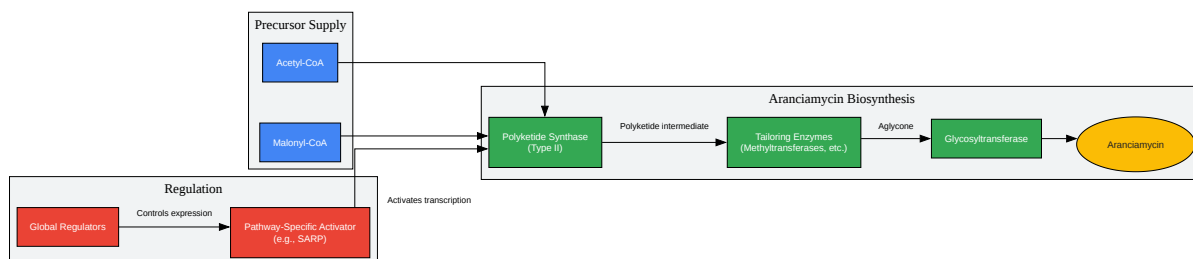 Precursor Supply
Acetyl-CoA
Malonyl-CoA
Aranciamycin Biosynthesis
Polyketide Synthase
(Type II)
Polyketide intermediate
Tailoring Enzymes
(Methyltransferases, etc.)
Aglycone
Glycosyltransferase
Aranciamycin
Regulation
Global Regulators
Controls expression
Pathway-Specific Activator
(e.g., SARP)
Activates transcription